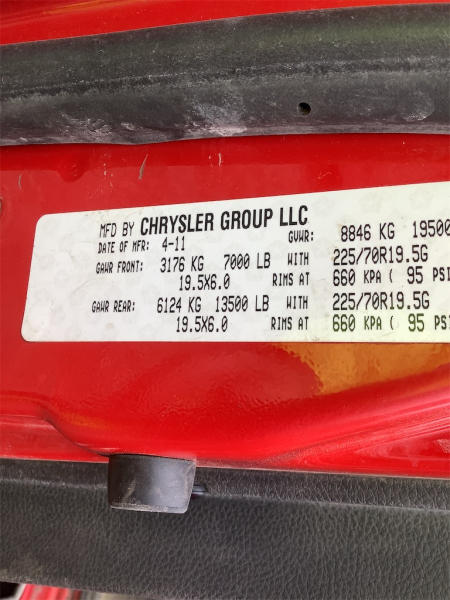 MFD BY CHRYSLER GROUP LLC
DATE OF MFR: 4-11 GVWR: 8846 KG 19500
GAWR FRONT: 3176 KG 7000 LB WITH 225/70R19.5G
19.5X6.0 RIMS AT 660 KPA ( 95 PSI
GAWR REAR: 6124 KG 13500 LB WITH 225/70R19.5G
19.5X6.0 RIMS AT 660 KPA ( 95 PSI